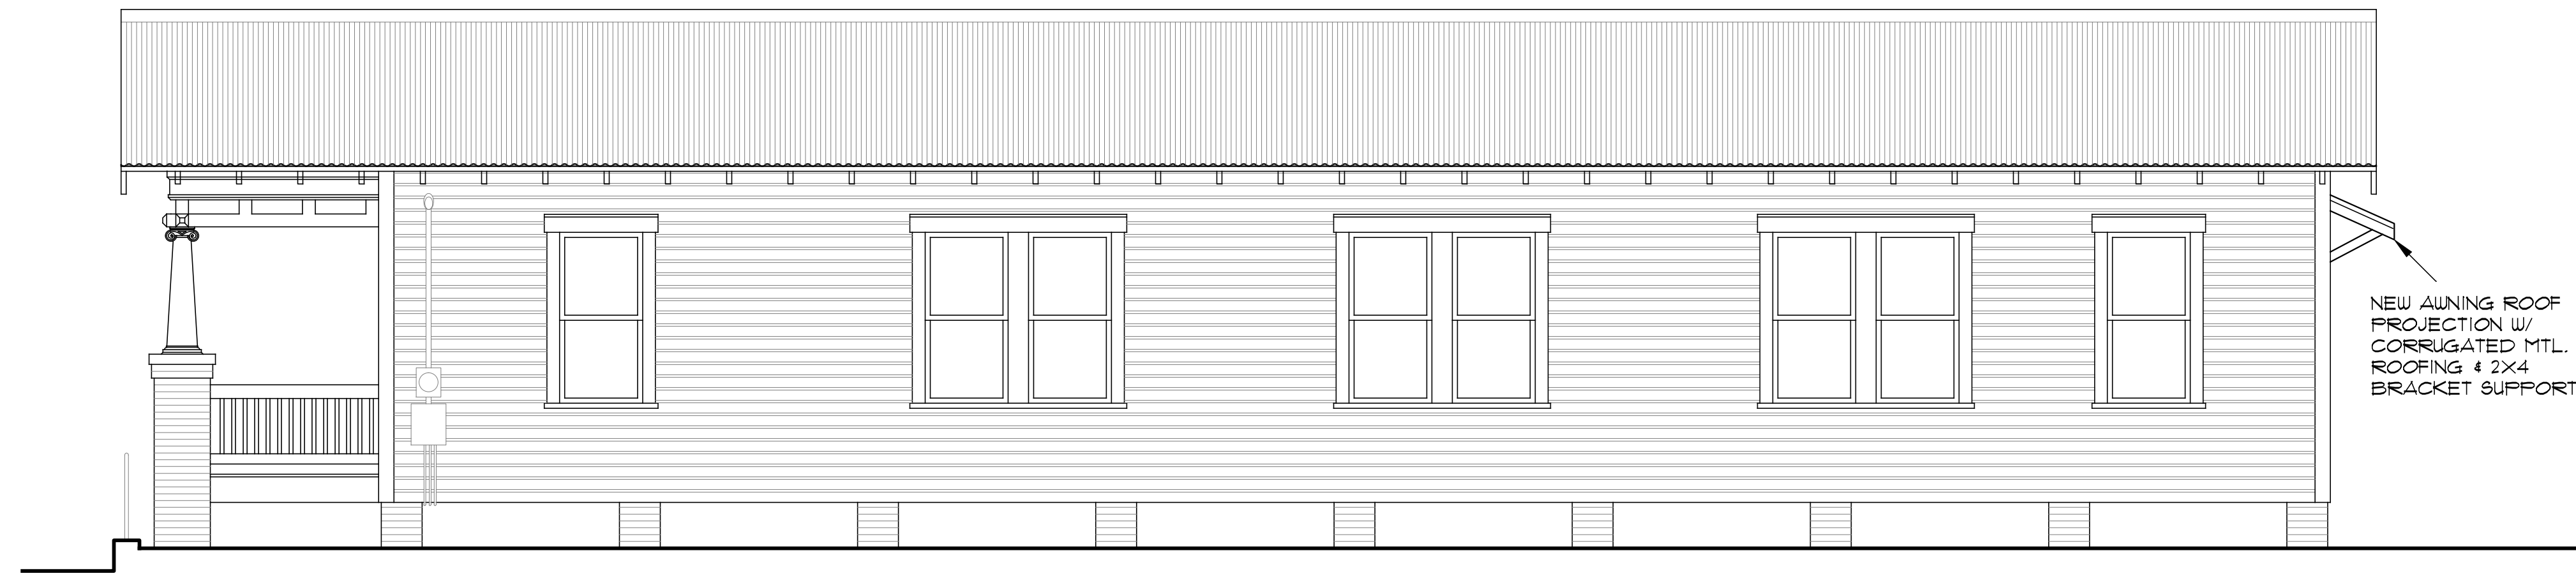 NEW AWNING ROOF
PROJECTION W/
CORRUGATED MTL.
ROOFING & 2X4
BRACKET SUPPORT